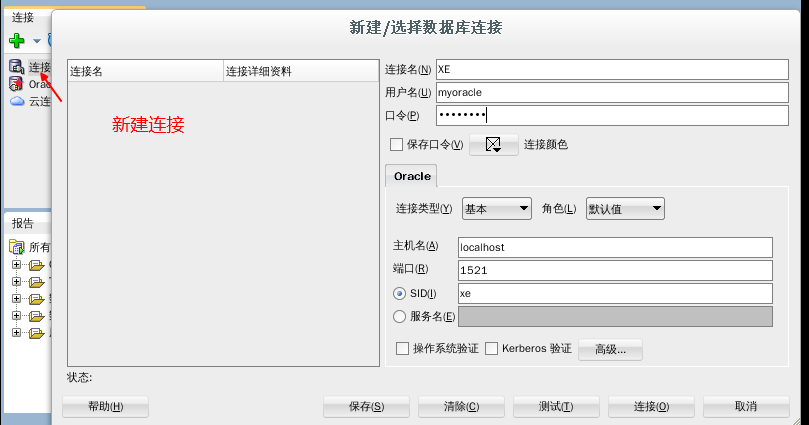 连接
新建/选择数据库连接
连接
Orac
云连
新建连接
连接名 连接详细资料
连接名(N) XE
用户名(U) myoracle
口令(P) ••••••••
保存口令(V) 连接颜色
Oracle
连接类型(Y) 基本 角色(L) 默认值
主机名(A) localhost
端口(R) 1521
SID(I) xe
服务名(E)
操作系统验证 Kerberos 验证 高级...
报告
所有
状态:
帮助(H) 保存(S) 清除(C) 测试(T) 连接(O) 取消